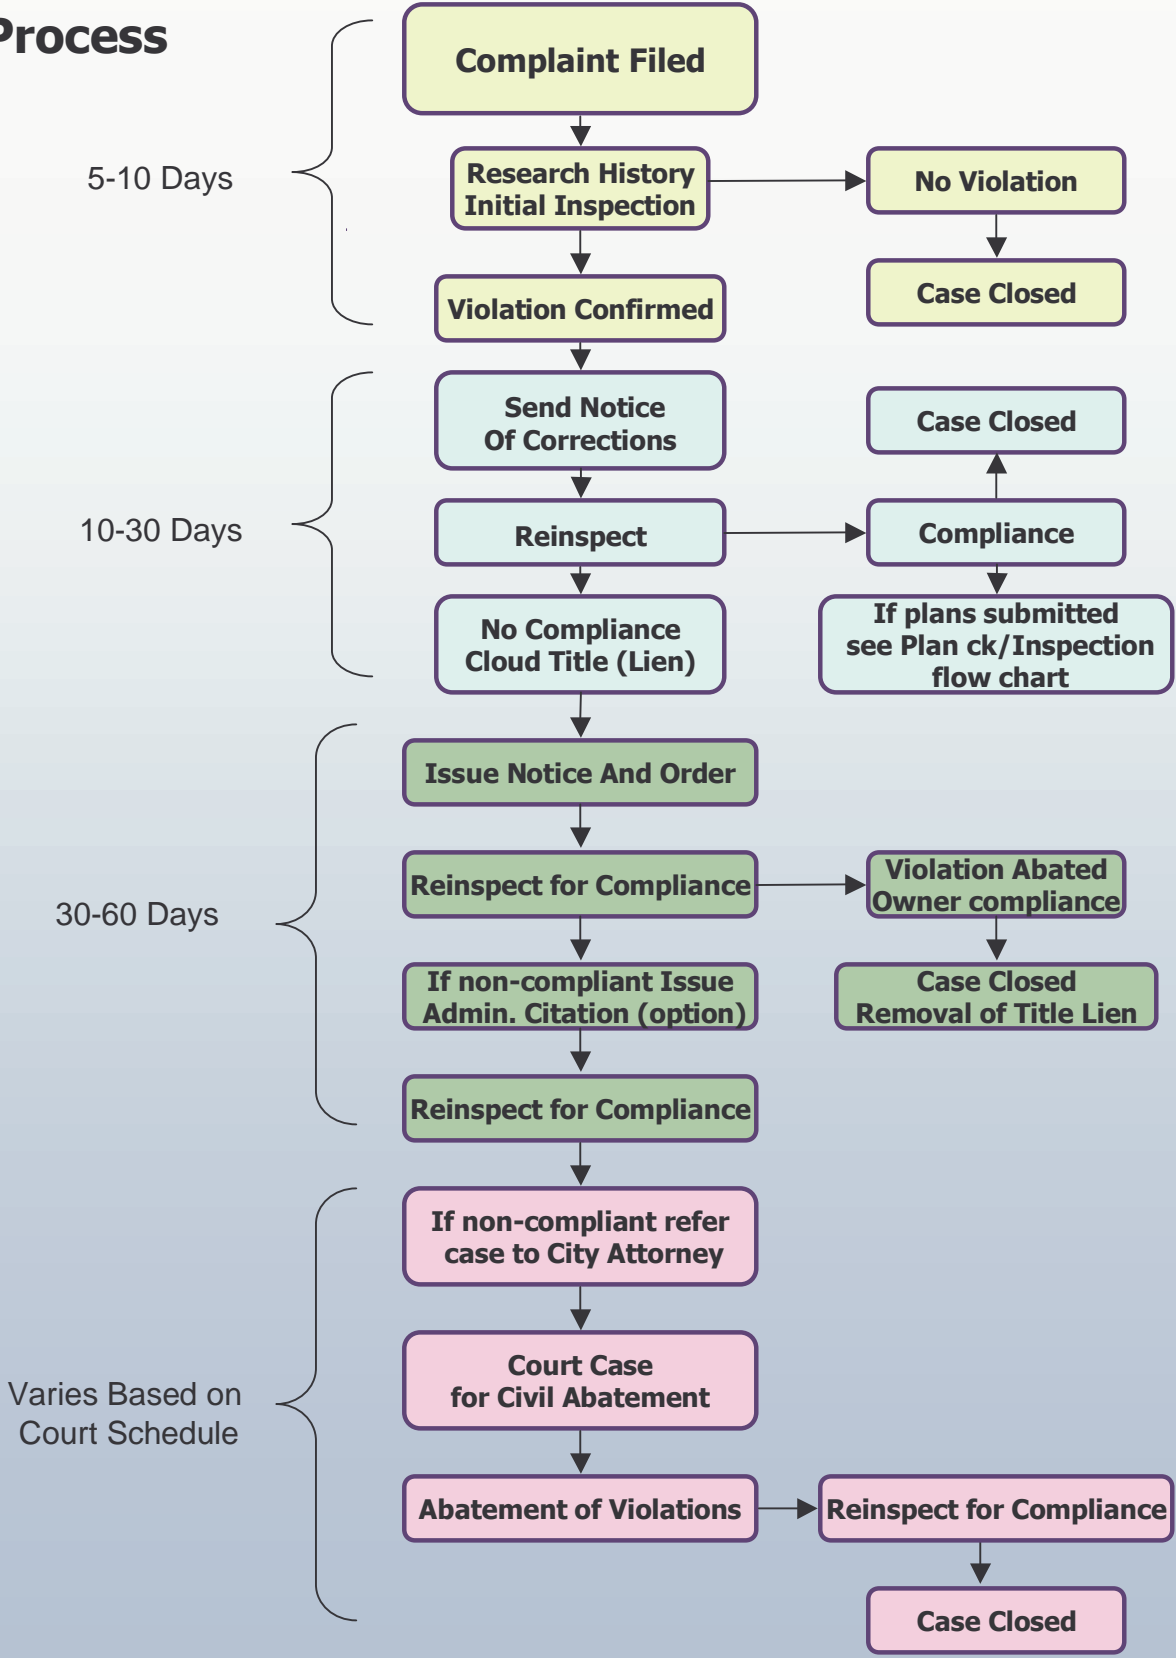 Process
Complaint Filed
5-10 Days
Research History
Initial Inspection
No Violation
Case Closed
Violation Confirmed
Send Notice
Of Corrections
Case Closed
10-30 Days
Reinspect
Compliance
No Compliance
Cloud Title (Lien)
If plans submitted
see Plan ck/Inspection
flow chart
Issue Notice And Order
30-60 Days
Reinspect for Compliance
Violation Abated
Owner compliance
If non-compliant Issue
Admin. Citation (option)
Case Closed
Removal of Title Lien
Reinspect for Compliance
If non-compliant refer
case to City Attorney
Varies Based on
Court Schedule
Court Case
for Civil Abatement
Abatement of Violations
Reinspect for Compliance
Case Closed